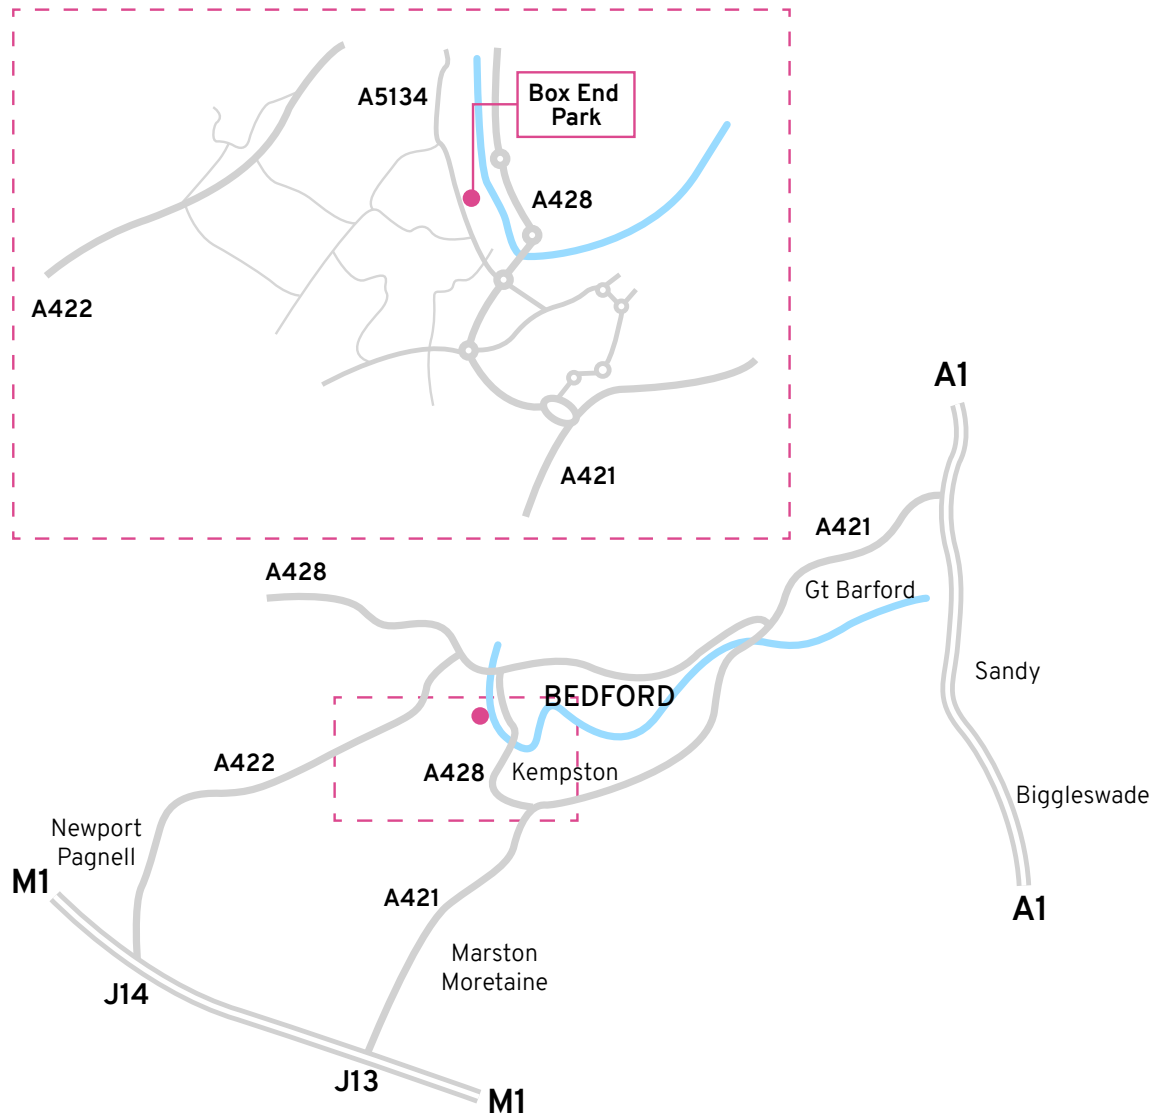 A5134
Box End
Park
A428
A422
A421
A1
A421
A428
Gt Barford
Sandy
BEDFORD
A422
A428
Kempston
Biggleswade
Newport
Pagnell
M1
A421
A1
Marston
Moretaine
J14
J13
M1